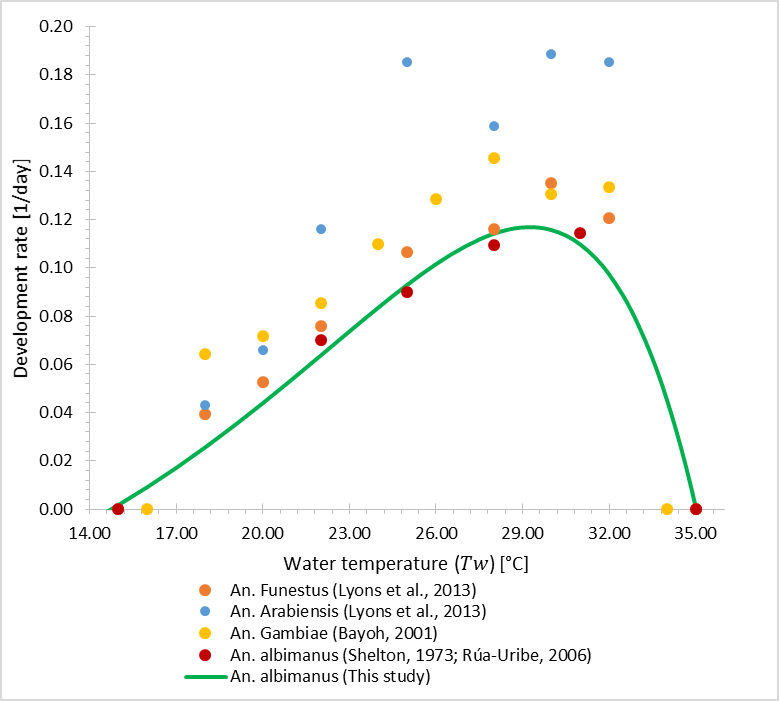 0.20
0.18
0.16
0.14
0.12
0.10
0.08
0.06
0.04
0.02
0.00
Development rate [1/day]
14.00 17.00 20.00 23.00 26.00 29.00 32.00 35.00
Water temperature (Tw) [°C]
An. Funestus (Lyons et al., 2013)
An. Arabiensis (Lyons et al., 2013)
An. Gambiae (Bayoh, 2001)
An. albimanus (Shelton, 1973; Rúa-Uribe, 2006)
An. albimanus (This study)